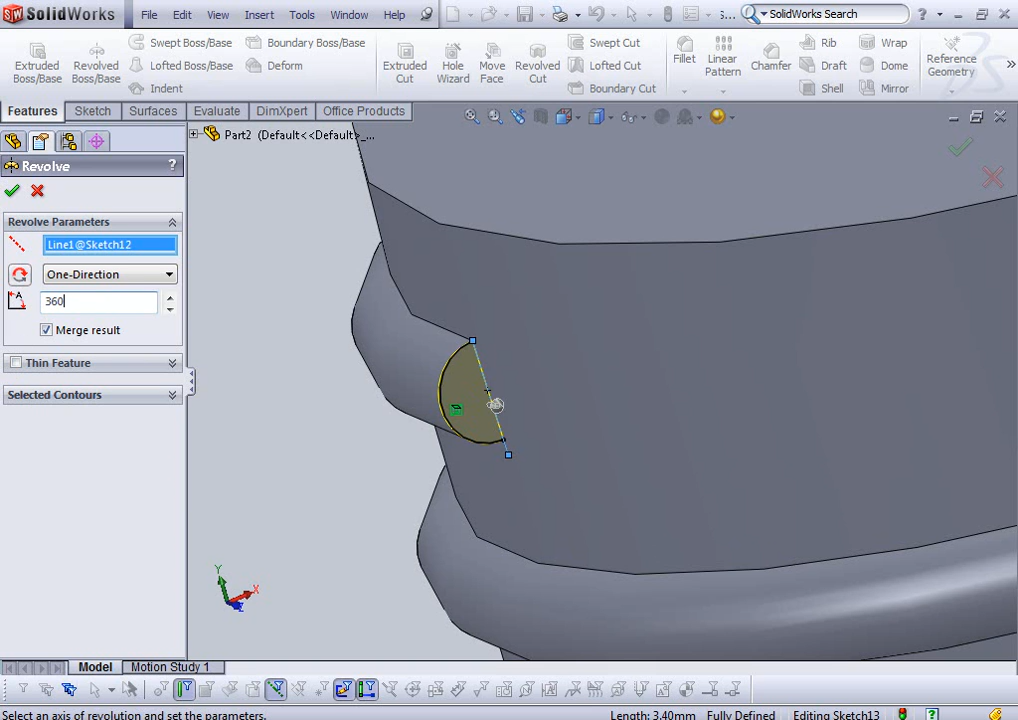 SW SolidWorks File Edit View Insert Tools Window Help S... SolidWorks Search ?
Extruded Boss/Base Revolved Boss/Base Swept Boss/Base Lofted Boss/Base Indent Boundary Boss/Base Deform Extruded Cut Hole Wizard Move Face Revolved Cut Swept Cut Lofted Cut Boundary Cut Fillet Linear Pattern Chamfer Rib Draft Shell Wrap Dome Mirror Reference Geometry
Features Sketch Surfaces Evaluate DimXpert Office Products
Part2 (Default<<Default>_...
Revolve ?
Revolve Parameters
Line1@Sketch12
One-Direction
A 360
Merge result
Thin Feature
Selected Contours
Y
X
Z
Model Motion Study 1
Select an axis of revolution and set the parameters. Length: 3.40mm Fully Defined Editing Sketch13 ?